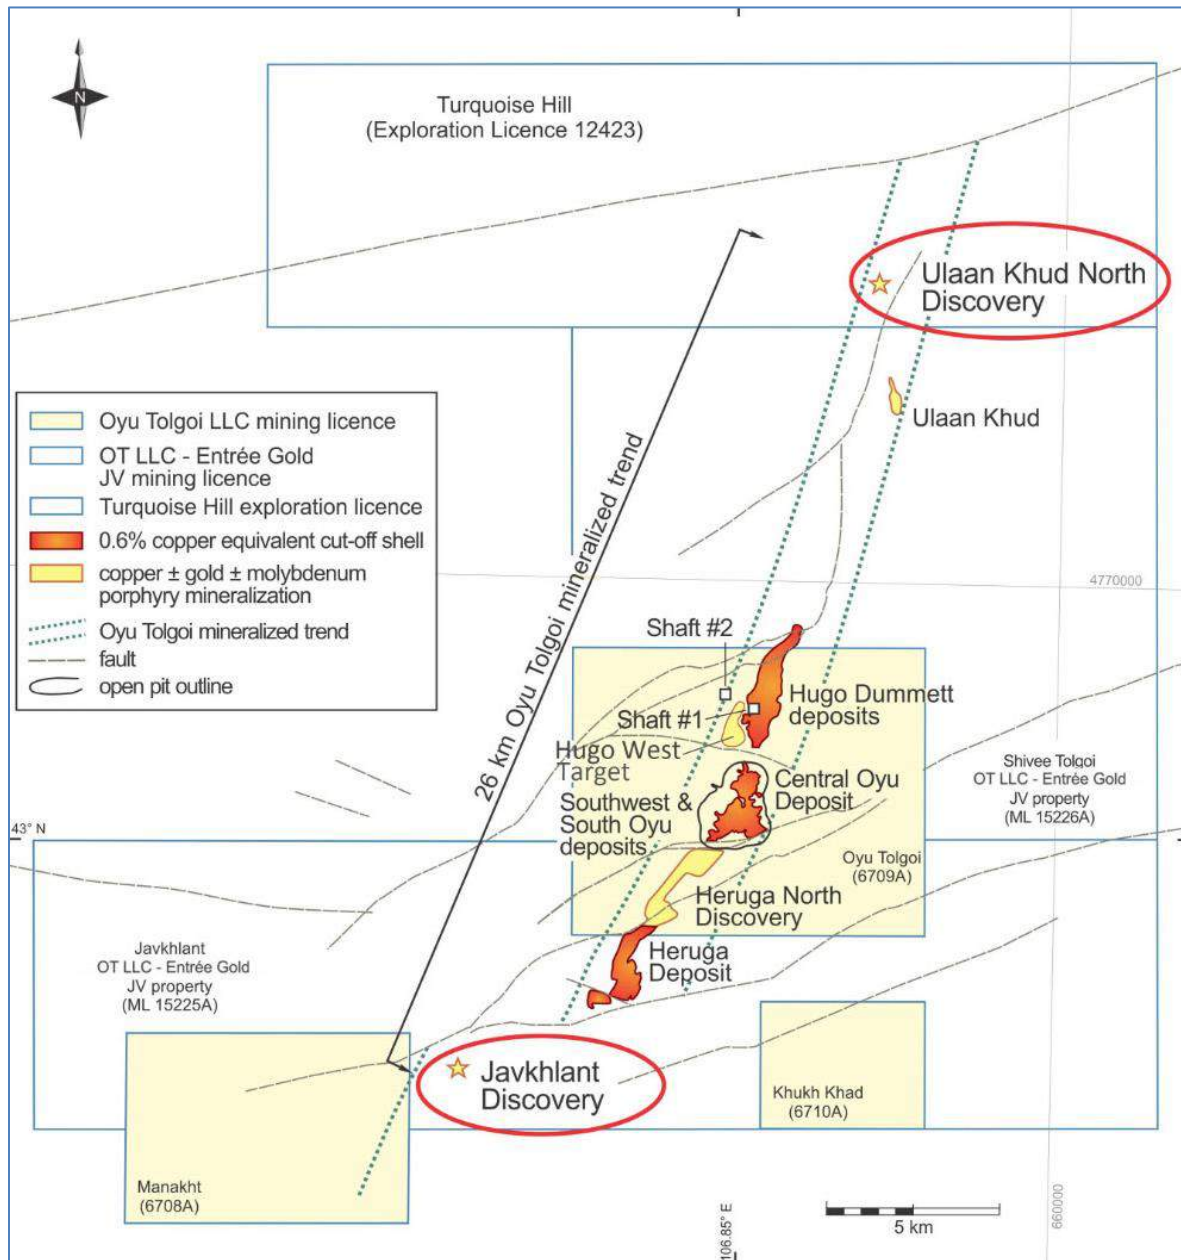 N
Turquoise Hill
(Exploration Licence 12423)
Ulaan Khud North
Discovery
Ulaan Khud
Oyu Tolgoi LLC mining licence
OT LLC - Entrée Gold
JV mining licence
Turquoise Hill exploration licence
0.6% copper equivalent cut-off shell
copper ± gold ± molybdenum
porphyry mineralization
Oyu Tolgoi mineralized trend
fault
open pit outline
26 km Oyu Tolgoi mineralized trend
4770000
Shaft #2
Shaft #1
Hugo Dummett
deposits
Hugo West
Target
Central Oyu
Deposit
Southwest &
South Oyu
deposits
Shivee Tolgoi
OT LLC - Entrée Gold
JV property
(ML 15226A)
43° N
Oyu Tolgoi
(6709A)
Heruga North
Discovery
Heruga
Deposit
Javkhlant
OT LLC - Entrée Gold
JV property
(ML 15225A)
Javkhlant
Discovery
Khukh Khad
(6710A)
Manakht
(6708A)
106.85° E
5 km
660000